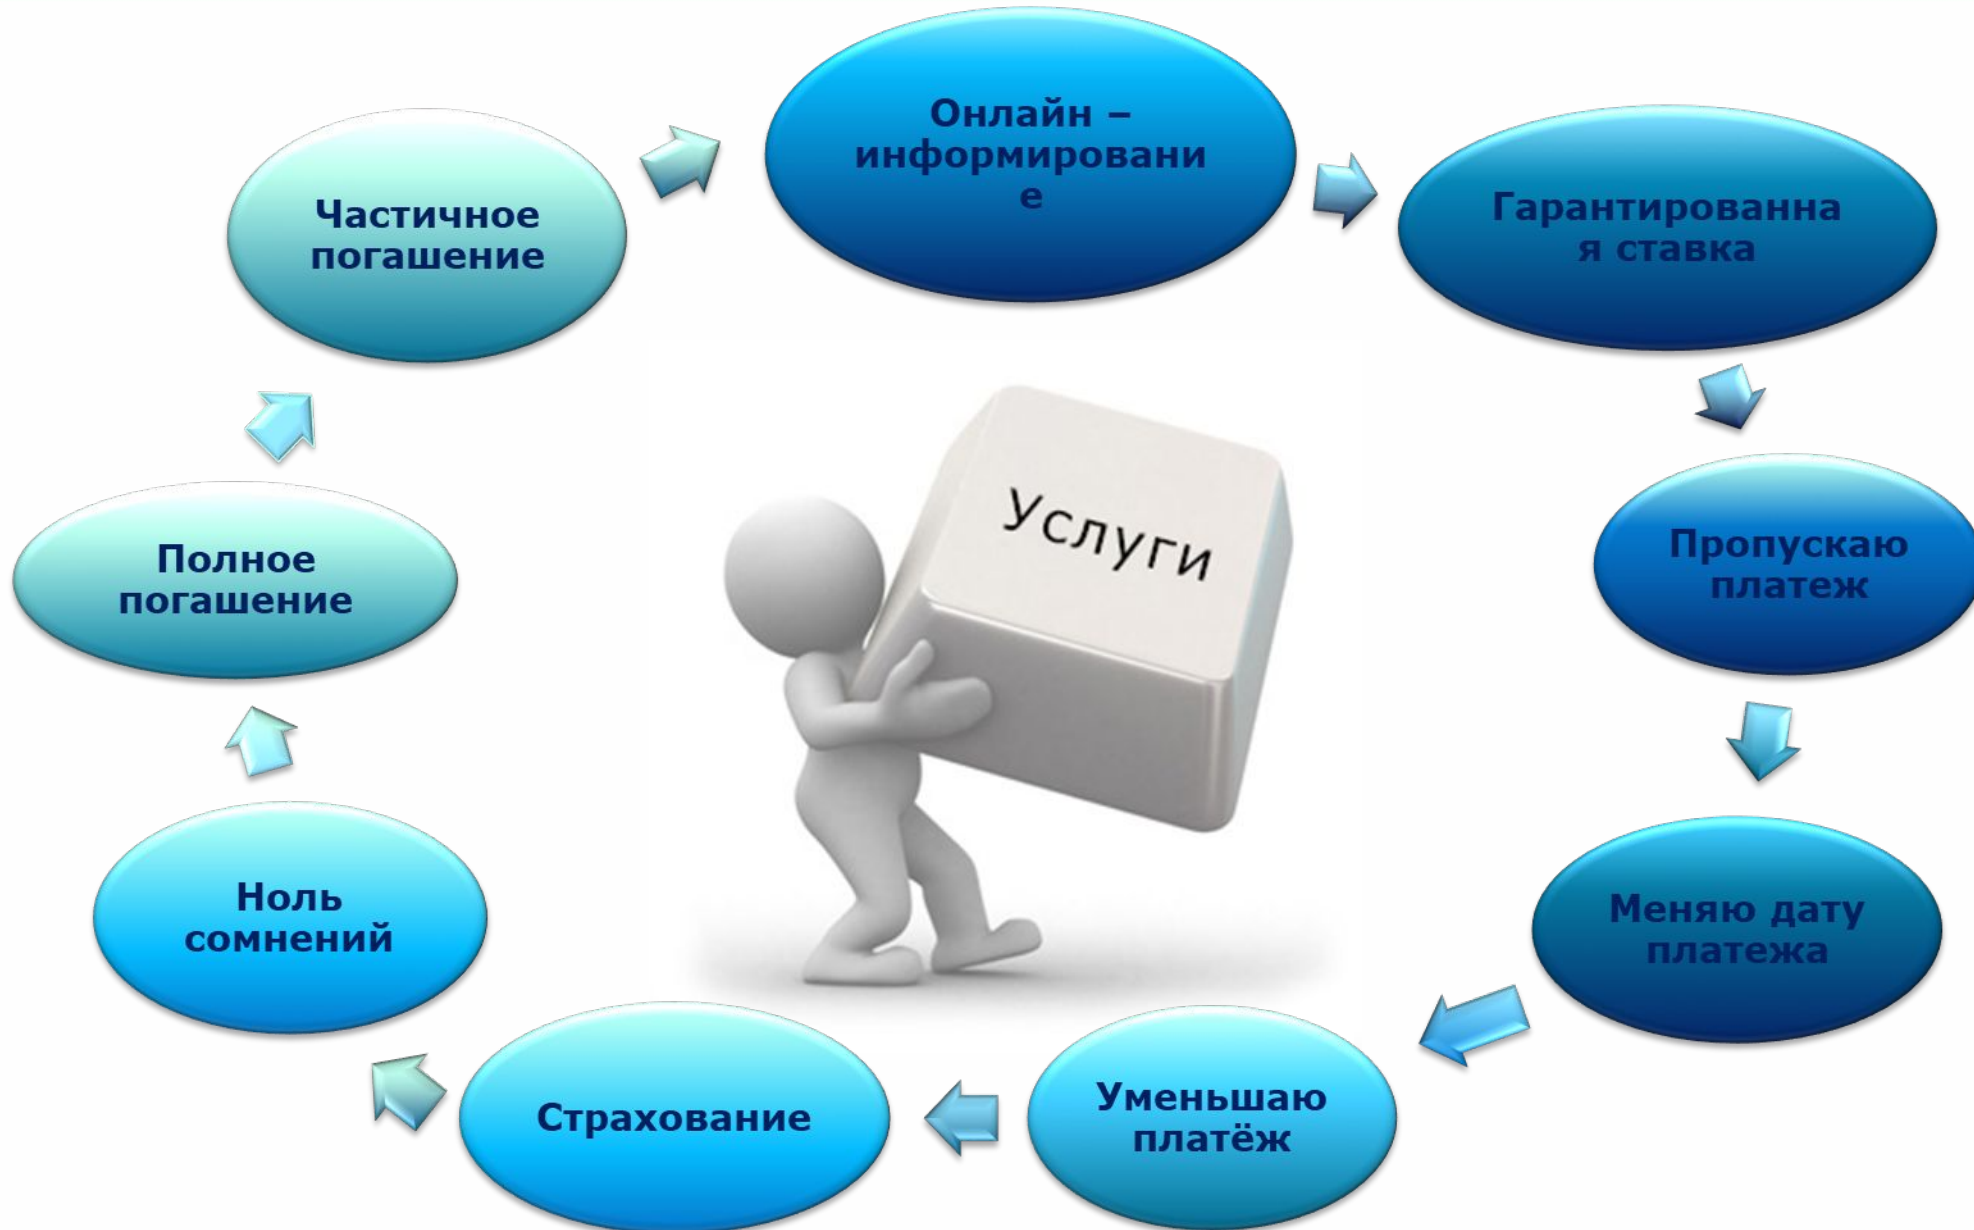 Онлайн –
информировани
е
Гарантированна
я ставка
Пропускаю
платеж
Меняю дату
платежа
Уменьшаю
платёж
Страхование
Ноль
сомнений
Полное
погашение
Частичное
погашение
Услуги